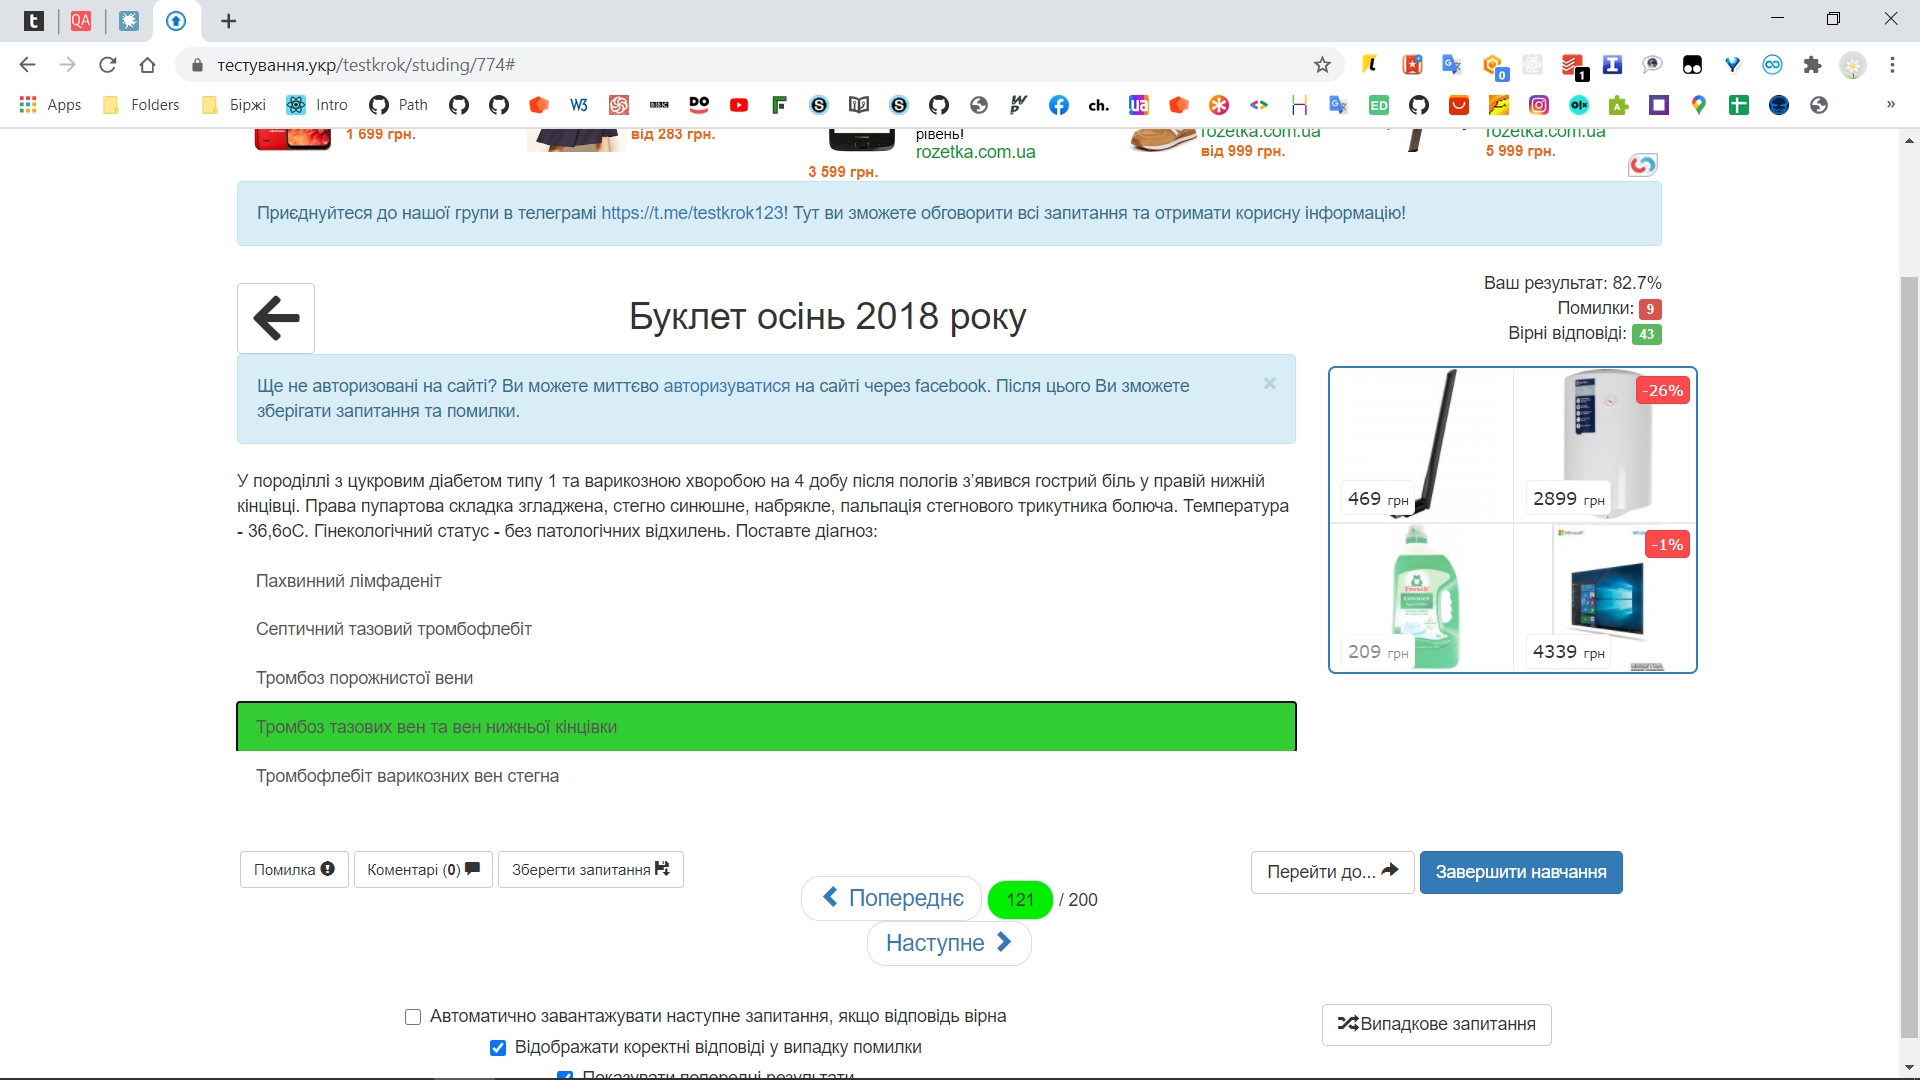 тестування.укр/testkrok/studing/774#
Apps
Folders
Біржі
Intro
Path
1 699 грн.
від 283 грн.
рівень!
rozetka.com.ua
3 599 грн.
rozetka.com.ua
від 999 грн.
rozetka.com.ua
5 999 грн.
Приєднуйтеся до нашої групи в телеграмі https://t.me/testkrok123! Тут ви зможете обговорити всі запитання та отримати корисну інформацію!
Буклет осінь 2018 року
Ваш результат: 82.7%
Помилки: 9
Вірні відповіді: 43
Ще не авторизовані на сайті? Ви можете миттєво авторизуватися на сайті через facebook. Після цього Ви зможете
зберігати запитання та помилки.
×
-26%
469 грн
2899 грн
-1%
209 грн
4339 грн
У породіллі з цукровим діабетом типу 1 та варикозною хворобою на 4 добу після пологів з’явився гострий біль у правій нижній
кінцівці. Права пупартова складка згладжена, стегно синюшне, набрякле, пальпація стегнового трикутника болюча. Температура
- 36,6оС. Гінекологічний статус - без патологічних відхилень. Поставте діагноз:
Пахвинний лімфаденіт
Септичний тазовий тромбофлебіт
Тромбоз порожнистої вени
Тромбоз тазових вен та вен нижньої кінцівки
Тромбофлебіт варикозних вен стегна
Помилка
Коментарі (0)
Зберегти запитання
Перейти до...
Завершити навчання
Попереднє
121 / 200
Наступне
Автоматично завантажувати наступне запитання, якщо відповідь вірна
Випадкове запитання
Відображати коректні відповіді у випадку помилки
Показувати попередні результати